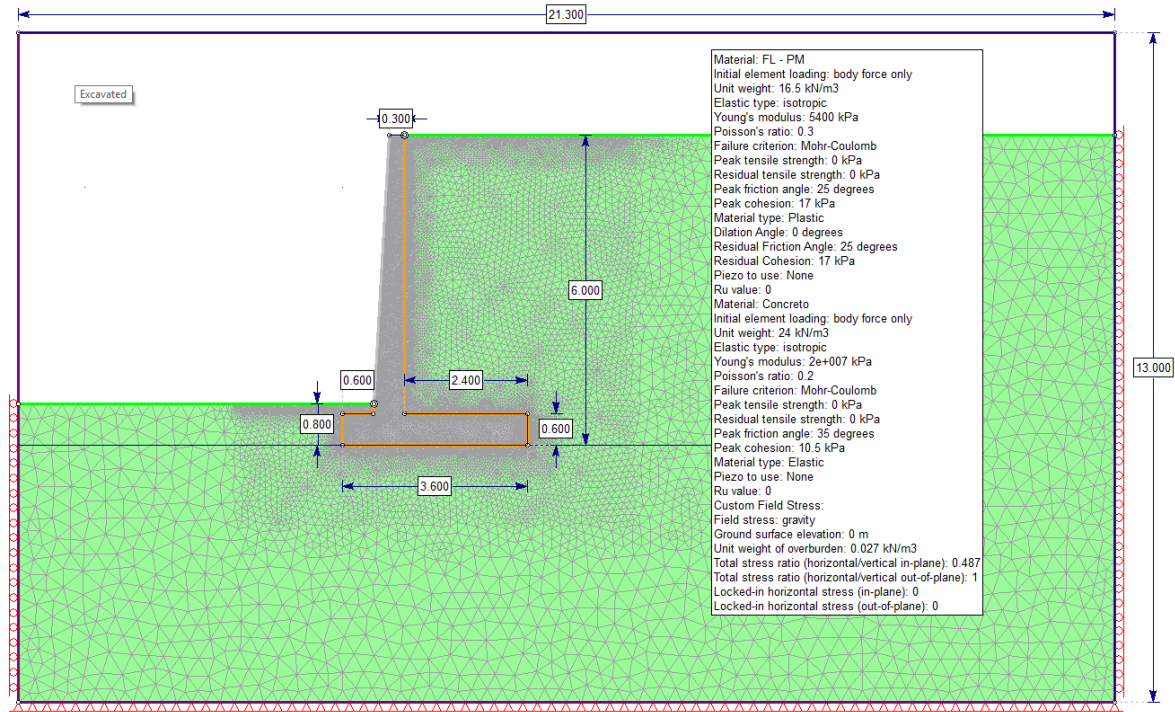 21.300
Excavated
0.300
Material: FL - PM
Initial element loading: body force only
Unit weight: 16.5 kN/m3
Elastic type: isotropic
Young's modulus: 5400 kPa
Poisson's ratio: 0.3
Failure criterion: Mohr-Coulomb
Peak tensile strength: 0 kPa
Residual tensile strength: 0 kPa
Peak friction angle: 25 degrees
Peak cohesion: 17 kPa
Material type: Plastic
Dilation Angle: 0 degrees
Residual Friction Angle: 25 degrees
Residual Cohesion: 17 kPa
Piezo to use: None
Ru value: 0
Material: Concreto
Initial element loading: body force only
Unit weight: 24 kN/m3
Elastic type: isotropic
Young's modulus: 2e+007 kPa
Poisson's ratio: 0.2
Failure criterion: Mohr-Coulomb
Peak tensile strength: 0 kPa
Residual tensile strength: 0 kPa
Peak friction angle: 35 degrees
Peak cohesion: 10.5 kPa
Material type: Elastic
Piezo to use: None
Ru value: 0
Custom Field Stress:
Field stress: gravity
Ground surface elevation: 0 m
Unit weight of overburden: 0.027 kN/m3
Total stress ratio (horizontal/vertical in-plane): 0.487
Total stress ratio (horizontal/vertical out-of-plane): 1
Locked-in horizontal stress (in-plane): 0
Locked-in horizontal stress (out-of-plane): 0
6.000
13.000
0.600
2.400
0.800
0.600
3.600